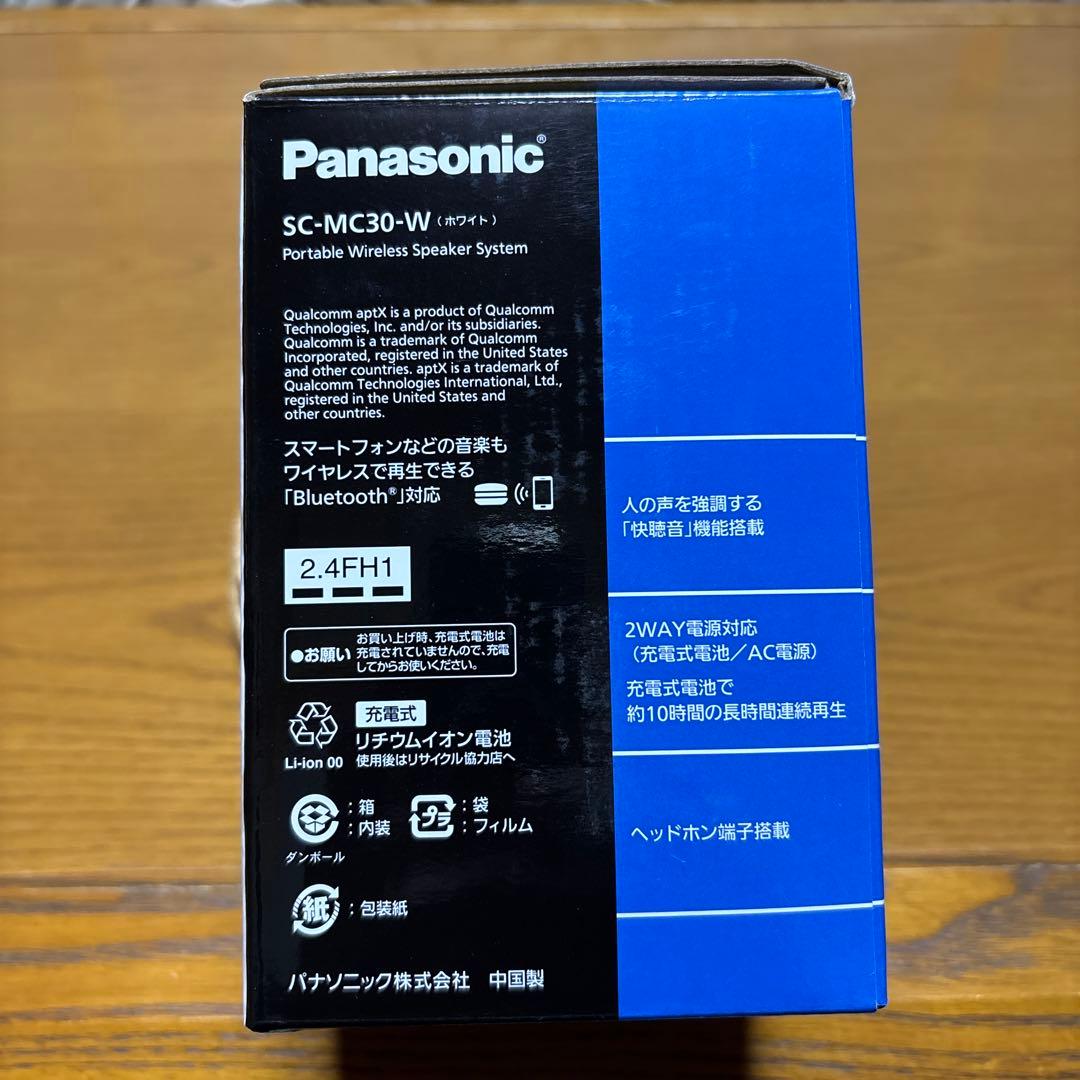 Panasonic®
SC-MC30-W（ホワイト）
Portable Wireless Speaker System
Qualcomm aptX is a product of Qualcomm
Technologies, Inc. and/or its subsidiaries.
Qualcomm is a trademark of Qualcomm
Incorporated, registered in the United States
and other countries. aptX is a trademark of
Qualcomm Technologies International, Ltd.,
registered in the United States and
other countries.
スマートフォンなどの音楽も
ワイヤレスで再生できる
「Bluetooth®」対応
2.4FH1
●お願い
お買い上げ時、充電式電池は
充電されていませんので、充電
してからお使いください。
Li-ion 00
充電式
リチウムイオン電池
使用後はリサイクル協力店へ
ダンボール
：箱
：内装
プラ
：袋
：フィルム
紙
：包装紙
パナソニック株式会社 中国製
人の声を強調する
「快聴音」機能搭載
2WAY電源対応
（充電式電池／AC電源）
充電式電池で
約10時間の長時間連続再生
ヘッドホン端子搭載